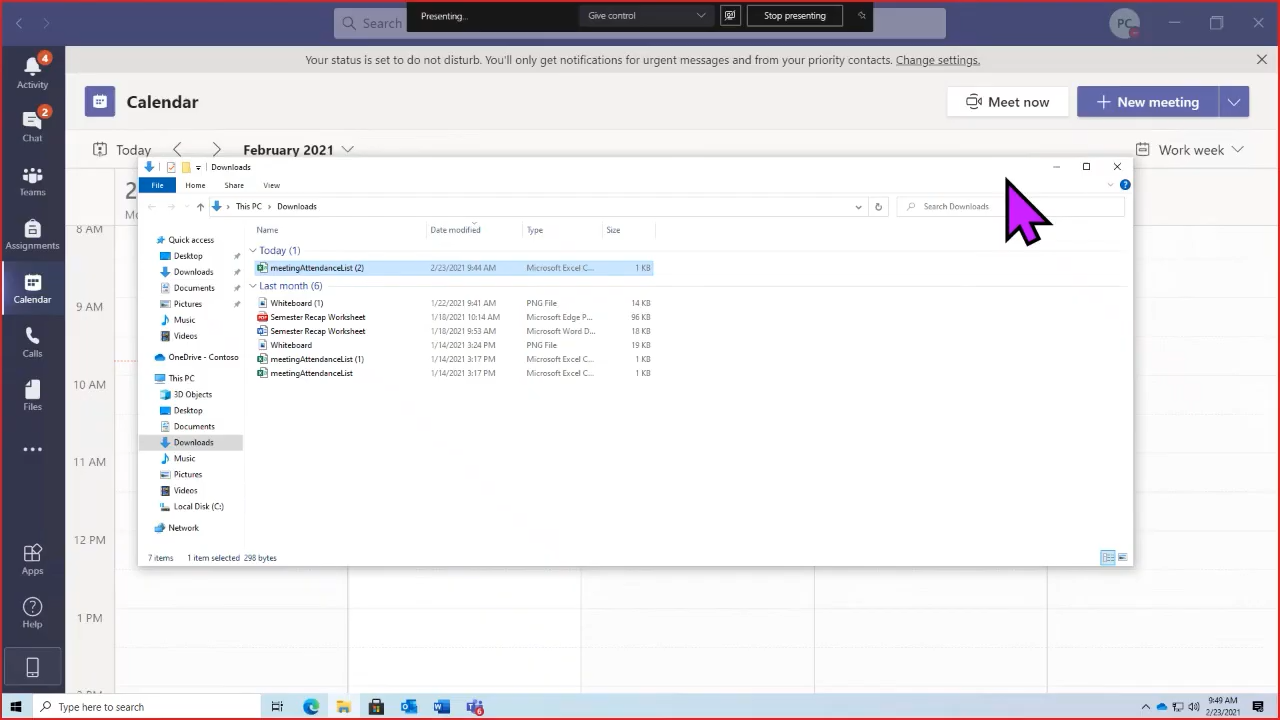 Search
Presenting...
Give control
Stop presenting
PC
Your status is set to do not disturb. You'll only get notifications for urgent messages and from your priority contacts. Change settings.
4
Activity
2
Chat
Teams
Assignments
Calendar
Calls
Files
Apps
Help
Calendar
Meet now
New meeting
Today
February 2021
Work week
2
Mo
8 AM
9 AM
10 AM
11 AM
12 PM
1 PM
Downloads
File Home Share View
This PC > Downloads
Search Downloads
Quick access
Desktop
Downloads
Documents
Pictures
Music
Videos
OneDrive - Contoso
This PC
3D Objects
Desktop
Documents
Downloads
Music
Pictures
Videos
Local Disk (C:)
Network
Name Date modified Type Size
Today (1)
meetingAttendanceList (2) 2/23/2021 9:44 AM Microsoft Excel C... 1 KB
Last month (6)
Whiteboard (1) 1/22/2021 9:41 AM PNG File 14 KB
Semester Recap Worksheet 1/18/2021 10:14 AM Microsoft Edge P... 96 KB
Semester Recap Worksheet 1/18/2021 9:53 AM Microsoft Word D... 18 KB
Whiteboard 1/14/2021 3:24 PM PNG File 19 KB
meetingAttendanceList (1) 1/14/2021 3:17 PM Microsoft Excel C... 1 KB
meetingAttendanceList 1/14/2021 3:17 PM Microsoft Excel C... 1 KB
7 items 1 item selected 298 bytes
Type here to search
6
9:49 AM
2/23/2021